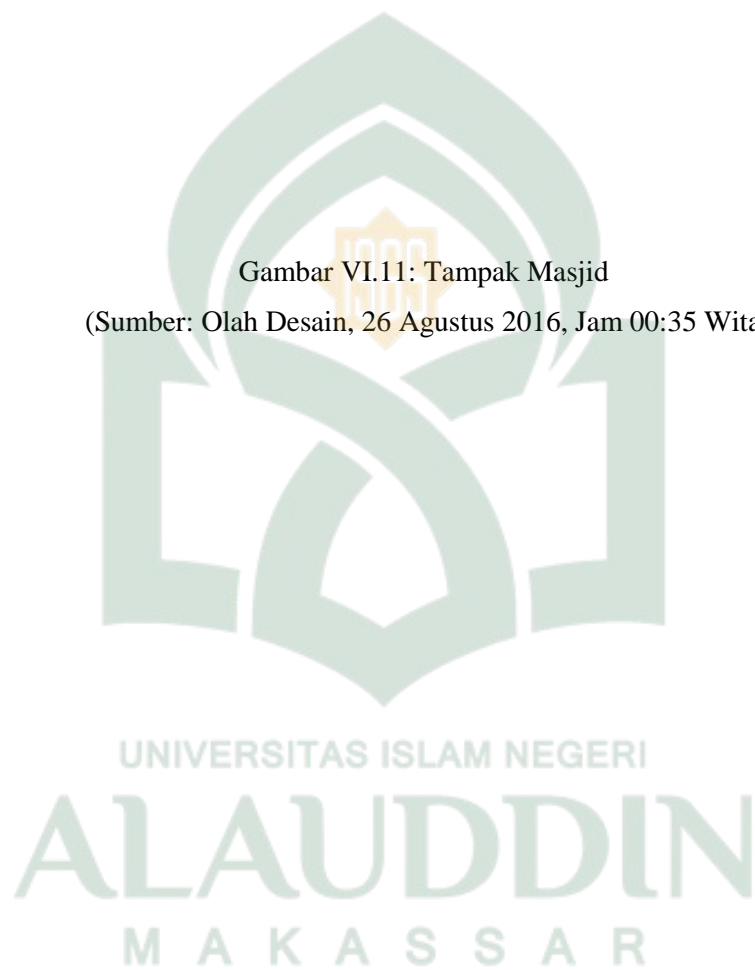 Gambar VI.11: Tampak Masjid
(Sumber: Olah Desain, 26 Agustus 2016, Jam 00:35 Wita
UNIVERSITAS ISLAM NEGERI
ALAUDDIN
MAKASSAR